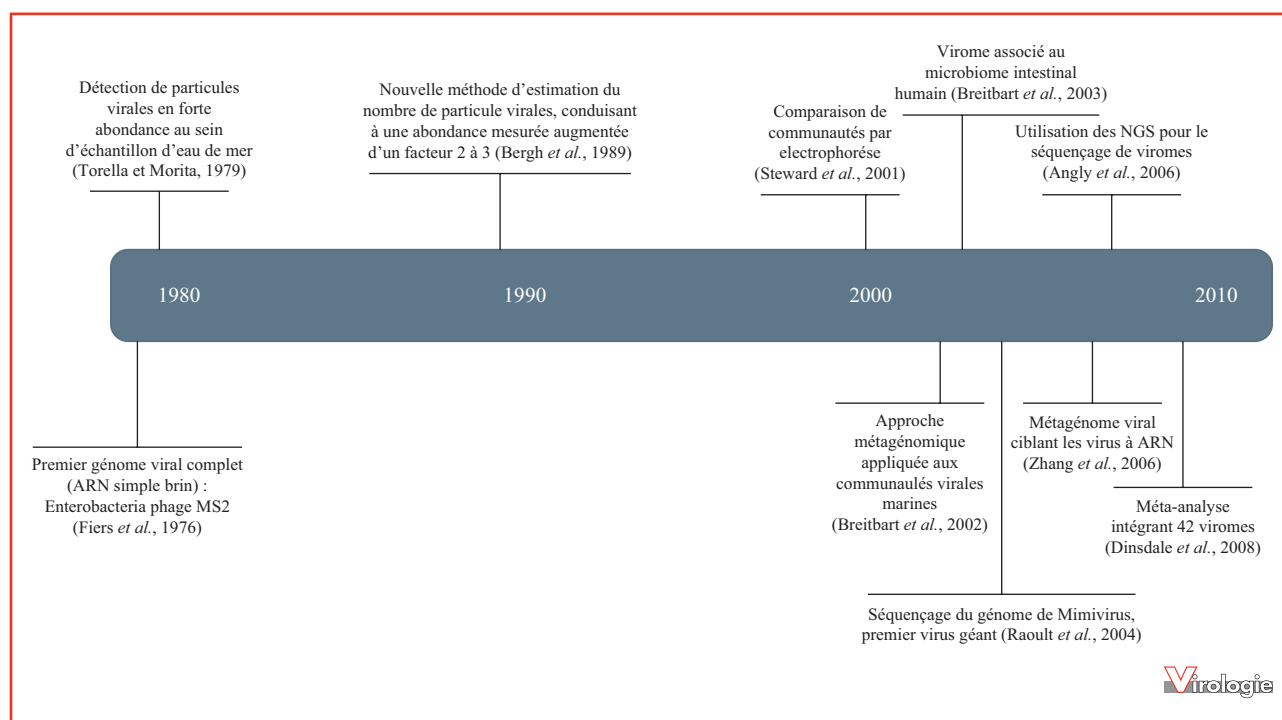 Détection de particules
virales en forte
abondance au sein
d’échantillon d’eau de mer
(Torella et Morita, 1979)
Nouvelle méthode d’estimation du
nombre de particule virales, conduisant
à une abondance mesurée augmentée
d’un facteur 2 à 3 (Bergh et al., 1989)
Comparaison de
communautés par
electrophorése
(Steward et al., 2001)
Virome associé au
microbiome intestinal
humain (Breitbart et al., 2003)
Utilisation des NGS pour le
séquençage de viromes
(Angly et al., 2006)
1980
1990
2000
2010
Premier génome viral complet
(ARN simple brin) :
Enterobacteria phage MS2
(Fiers et al., 1976)
Approche
métagénomique
appliquée aux
communaulés virales
marines
(Breitbart et al., 2002)
Séquençage du génome de Mimivirus,
premier virus géant (Raoult et al., 2004)
Métagénome viral
ciblant les virus à ARN
(Zhang et al., 2006)
Méta-analyse
intégrant 42 viromes
(Dinsdale et al., 2008)
Virologie